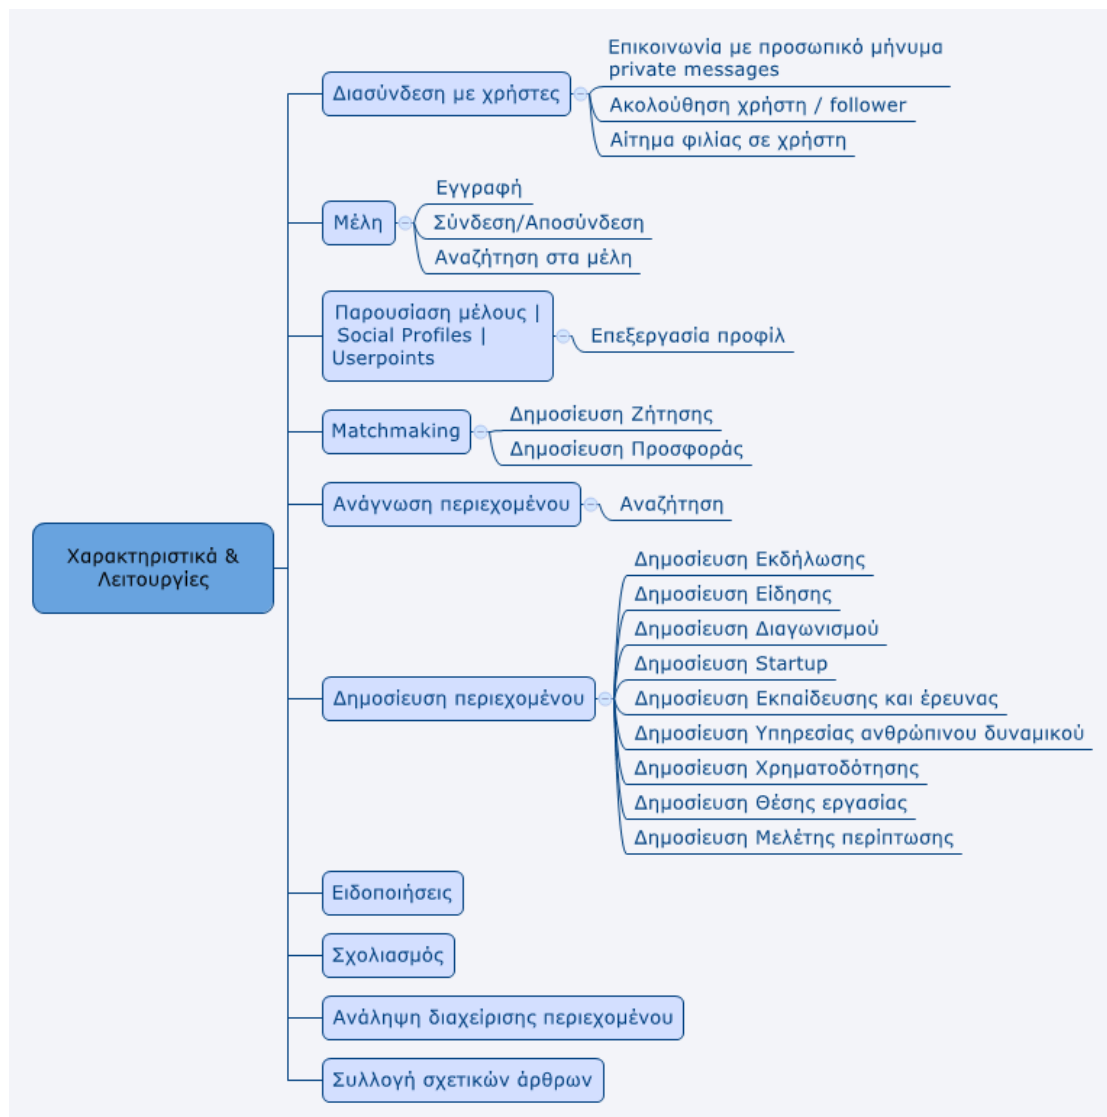 Χαρακτηριστικά &
Λειτουργίες
Διασύνδεση με χρήστες
Επικοινωνία με προσωπικό μήνυμα
private messages
Ακολούθηση χρήστη / follower
Αίτημα φιλίας σε χρήστη
Μέλη
Εγγραφή
Σύνδεση/Αποσύνδεση
Αναζήτηση στα μέλη
Παρουσίαση μέλους |
Social Profiles |
Userpoints
Επεξεργασία προφίλ
Matchmaking
Δημοσίευση Ζήτησης
Δημοσίευση Προσφοράς
Ανάγνωση περιεχομένου
Αναζήτηση
Δημοσίευση περιεχομένου
Δημοσίευση Εκδήλωσης
Δημοσίευση Είδησης
Δημοσίευση Διαγωνισμού
Δημοσίευση Startup
Δημοσίευση Εκπαίδευσης και έρευνας
Δημοσίευση Υπηρεσίας ανθρώπινου δυναμικού
Δημοσίευση Χρηματοδότησης
Δημοσίευση Θέσης εργασίας
Δημοσίευση Μελέτης περίπτωσης
Ειδοποιήσεις
Σχολιασμός
Ανάληψη διαχείρισης περιεχομένου
Συλλογή σχετικών άρθρων